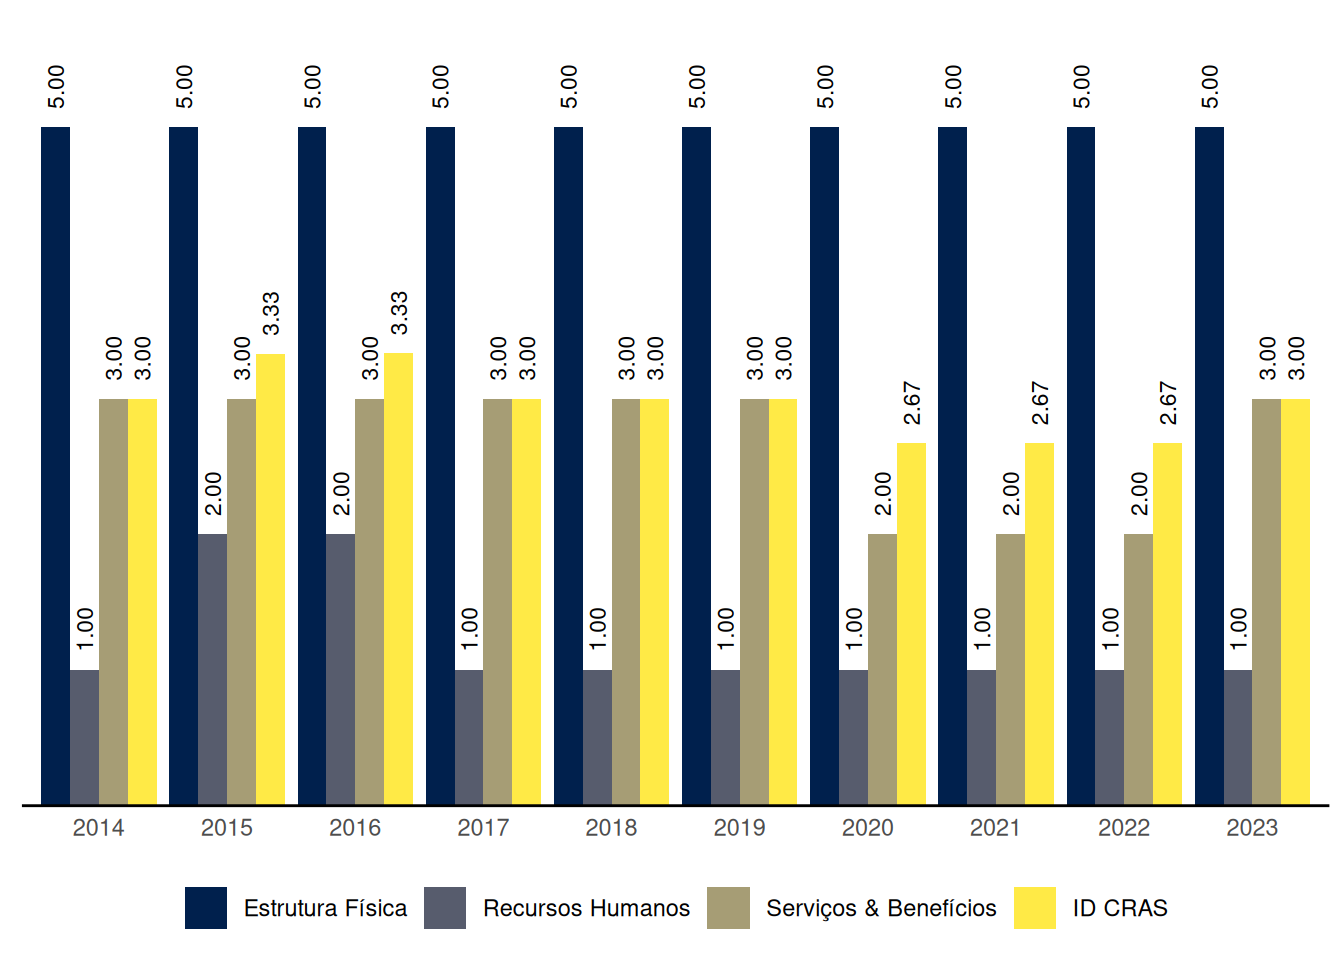 5.00 5.00 5.00 5.00 5.00 5.00 5.00 5.00 5.00 5.00
3.33 3.33
3.00 3.00 3.00 3.00 3.00 3.00 3.00 3.00 3.00 3.00 3.00 3.00
2.67 2.67 2.67
2.00 2.00 2.00 2.00 2.00
1.00 1.00 1.00 1.00 1.00 1.00 1.00 1.00
2014 2015 2016 2017 2018 2019 2020 2021 2022 2023
Estrutura Física Recursos Humanos Serviços & Benefícios ID CRAS